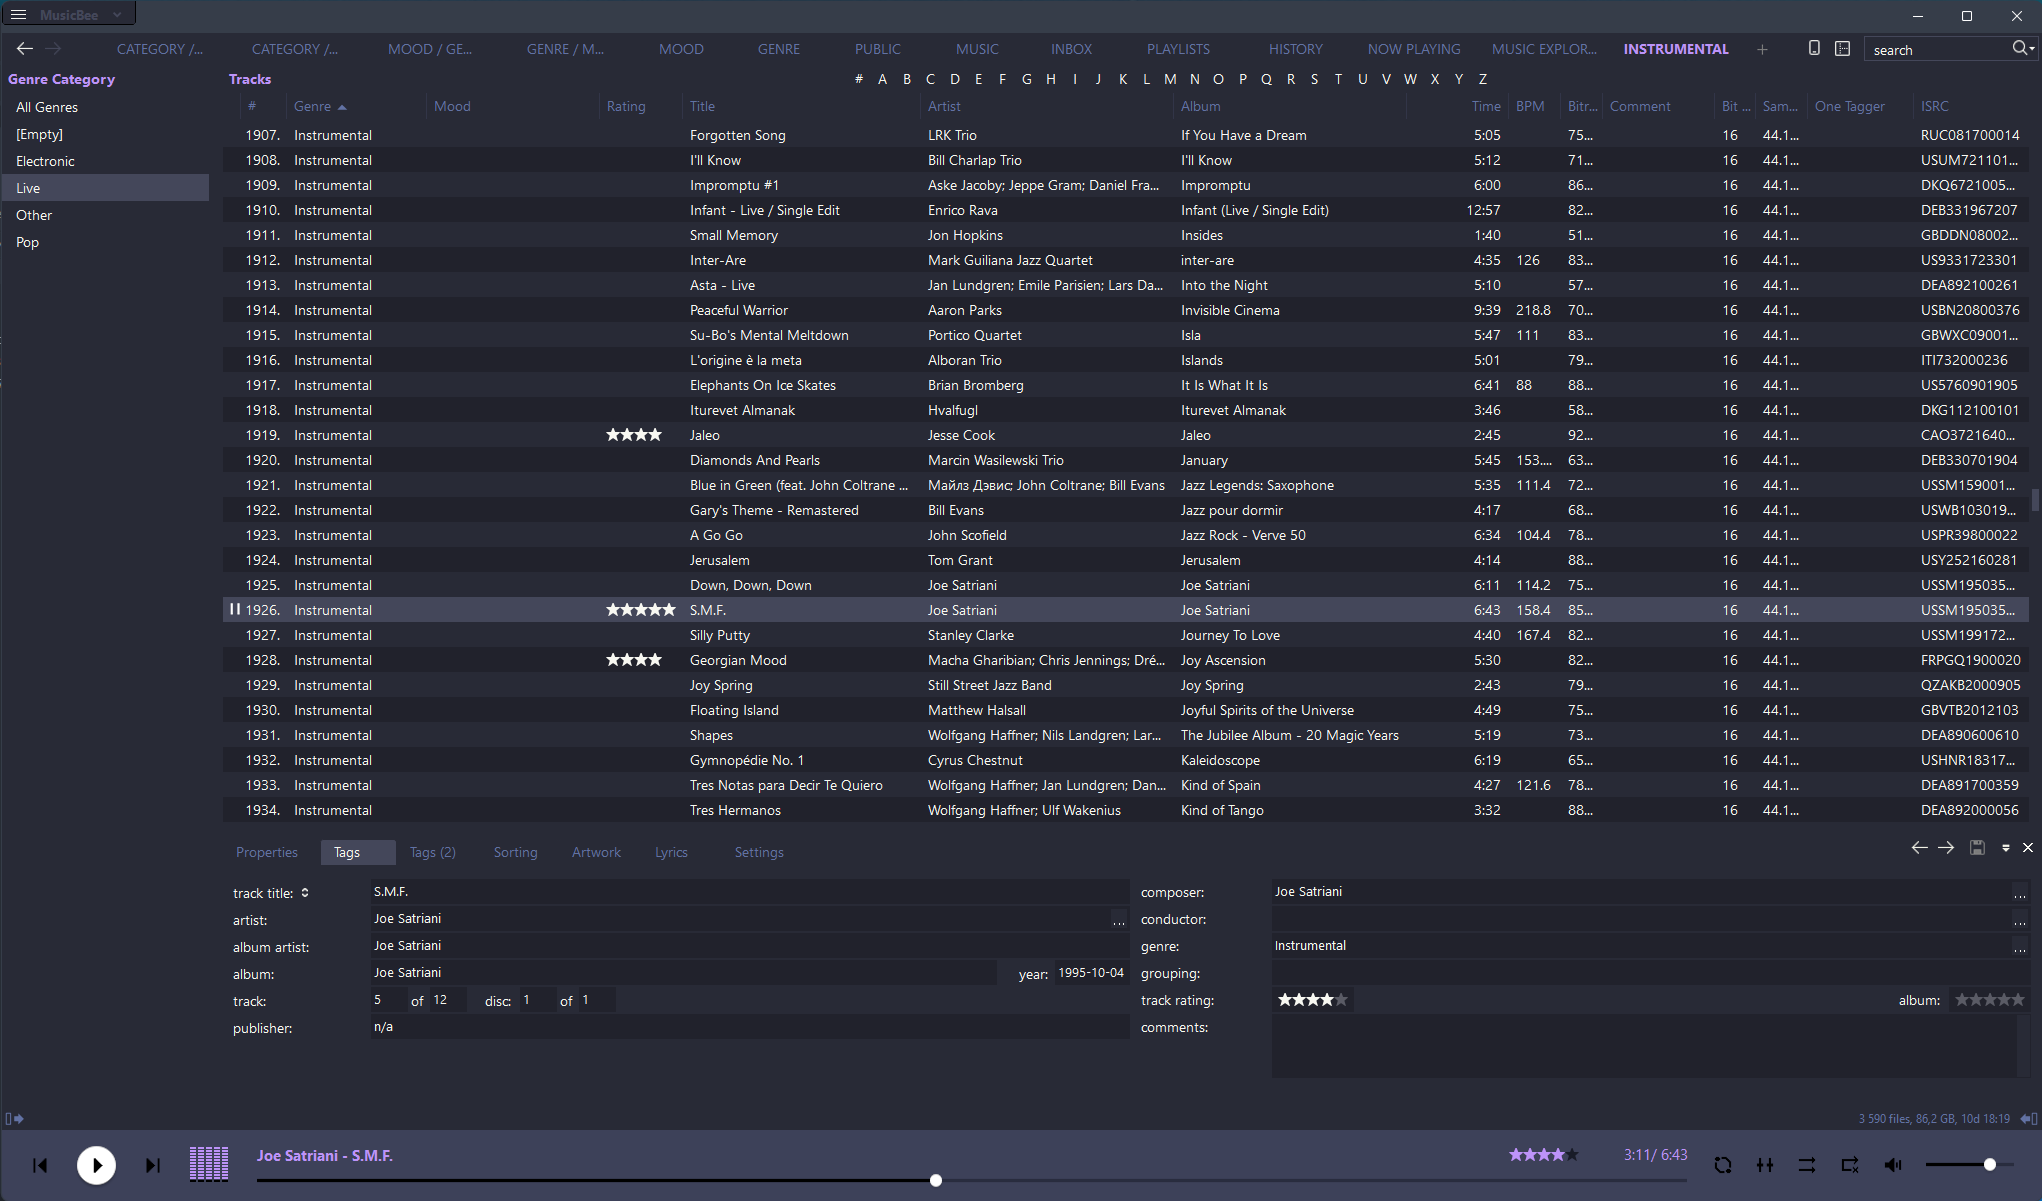 MusicBee
CATEGORY /... CATEGORY /... MOOD / GE... GENRE / M... MOOD GENRE PUBLIC MUSIC INBOX PLAYLISTS HISTORY NOW PLAYING MUSIC EXPLOR... INSTRUMENTAL + search
Genre Category
All Genres
[Empty]
Electronic
Live
Other
Pop
Tracks # A B C D E F G H I J K L M N O P Q R S T U V W X Y Z
# Genre Mood Rating Title Artist Album Time BPM Bitr... Comment Bit ... Sam... One Tagger ISRC
1907. Instrumental Forgotten Song LRK Trio If You Have a Dream 5:05 75... 16 44.1... RUC081700014
1908. Instrumental I'll Know Bill Charlap Trio I'll Know 5:12 71... 16 44.1... USUM721101...
1909. Instrumental Impromptu #1 Aske Jacoby; Jeppe Gram; Daniel Fra... Impromptu 6:00 86... 16 44.1... DKQ6721005...
1910. Instrumental Infant - Live / Single Edit Enrico Rava Infant (Live / Single Edit) 12:57 82... 16 44.1... DEB331967207
1911. Instrumental Small Memory Jon Hopkins Insides 1:40 51... 16 44.1... GBDDN08002...
1912. Instrumental Inter-Are Mark Guiliana Jazz Quartet inter-are 4:35 126 83... 16 44.1... US9331723301
1913. Instrumental Asta - Live Jan Lundgren; Emile Parisien; Lars Da... Into the Night 5:10 57... 16 44.1... DEA892100261
1914. Instrumental Peaceful Warrior Aaron Parks Invisible Cinema 9:39 218.8 70... 16 44.1... USBN20800376
1915. Instrumental Su-Bo's Mental Meltdown Portico Quartet Isla 5:47 111 83... 16 44.1... GBWXC09001...
1916. Instrumental L'origine è la meta Alboran Trio Islands 5:01 79... 16 44.1... ITI732000236
1917. Instrumental Elephants On Ice Skates Brian Bromberg It Is What It Is 6:41 88 88... 16 44.1... US5760901905
1918. Instrumental Iturevet Almanak Hvalfugl Iturevet Almanak 3:46 58... 16 44.1... DKG112100101
1919. Instrumental ★★★★ Jaleo Jesse Cook Jaleo 2:45 92... 16 44.1... CAO3721640...
1920. Instrumental Diamonds And Pearls Marcin Wasilewski Trio January 5:45 153.... 63... 16 44.1... DEB330701904
1921. Instrumental Blue in Green (feat. John Coltrane ... Майлз Дэвис; John Coltrane; Bill Evans Jazz Legends: Saxophone 5:35 111.4 72... 16 44.1... USSM159001...
1922. Instrumental Gary's Theme - Remastered Bill Evans Jazz pour dormir 4:17 68... 16 44.1... USWB103019...
1923. Instrumental A Go Go John Scofield Jazz Rock - Verve 50 6:34 104.4 78... 16 44.1... USPR39800022
1924. Instrumental Jerusalem Tom Grant Jerusalem 4:14 88... 16 44.1... USY252160281
1925. Instrumental Down, Down, Down Joe Satriani Joe Satriani 6:11 114.2 75... 16 44.1... USSM195035...
1926. Instrumental ★★★★★ S.M.F. Joe Satriani Joe Satriani 6:43 158.4 85... 16 44.1... USSM195035...
1927. Instrumental Silly Putty Stanley Clarke Journey To Love 4:40 167.4 82... 16 44.1... USSM199172...
1928. Instrumental ★★★★ Georgian Mood Macha Gharibian; Chris Jennings; Dré... Joy Ascension 5:30 82... 16 44.1... FRPGQ1900020
1929. Instrumental Joy Spring Still Street Jazz Band Joy Spring 2:43 79... 16 44.1... QZAKB2000905
1930. Instrumental Floating Island Matthew Halsall Joyful Spirits of the Universe 4:49 75... 16 44.1... GBVTB2012103
1931. Instrumental Shapes Wolfgang Haffner; Nils Landgren; Lar... The Jubilee Album - 20 Magic Years 5:19 73... 16 44.1... DEA890600610
1932. Instrumental Gymnopédie No. 1 Cyrus Chestnut Kaleidoscope 6:19 65... 16 44.1... USHNR18317...
1933. Instrumental Tres Notas para Decir Te Quiero Wolfgang Haffner; Jan Lundgren; Dan... Kind of Spain 4:27 121.6 78... 16 44.1... DEA891700359
1934. Instrumental Tres Hermanos Wolfgang Haffner; Ulf Wakenius Kind of Tango 3:32 88... 16 44.1... DEA892000056
Properties Tags Tags (2) Sorting Artwork Lyrics Settings
track title: S.M.F. composer: Joe Satriani ...
artist: Joe Satriani ... conductor: ...
album artist: Joe Satriani genre: Instrumental ...
album: Joe Satriani year: 1995-10-04 grouping:
track: 5 of 12 disc: 1 of 1 track rating: ★★★★★ album: ★★★★★
publisher: n/a comments:
3 590 files, 86,2 GB, 10d 18:19
Joe Satriani - S.M.F. ★★★★★ 3:11/ 6:43